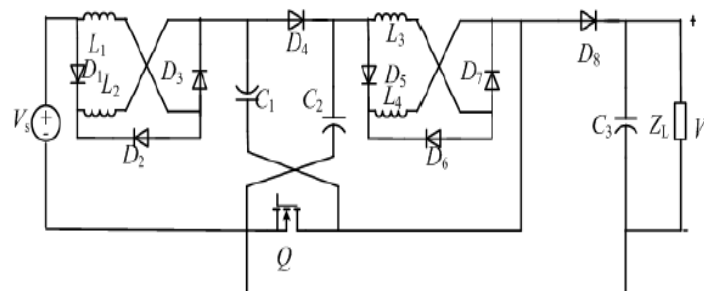 L1
D1
L2
D3
D2
Vs
+
-
D4
C1
C2
Q
L3
D5
L4
D7
D6
D8
C3
ZL
V
+
-